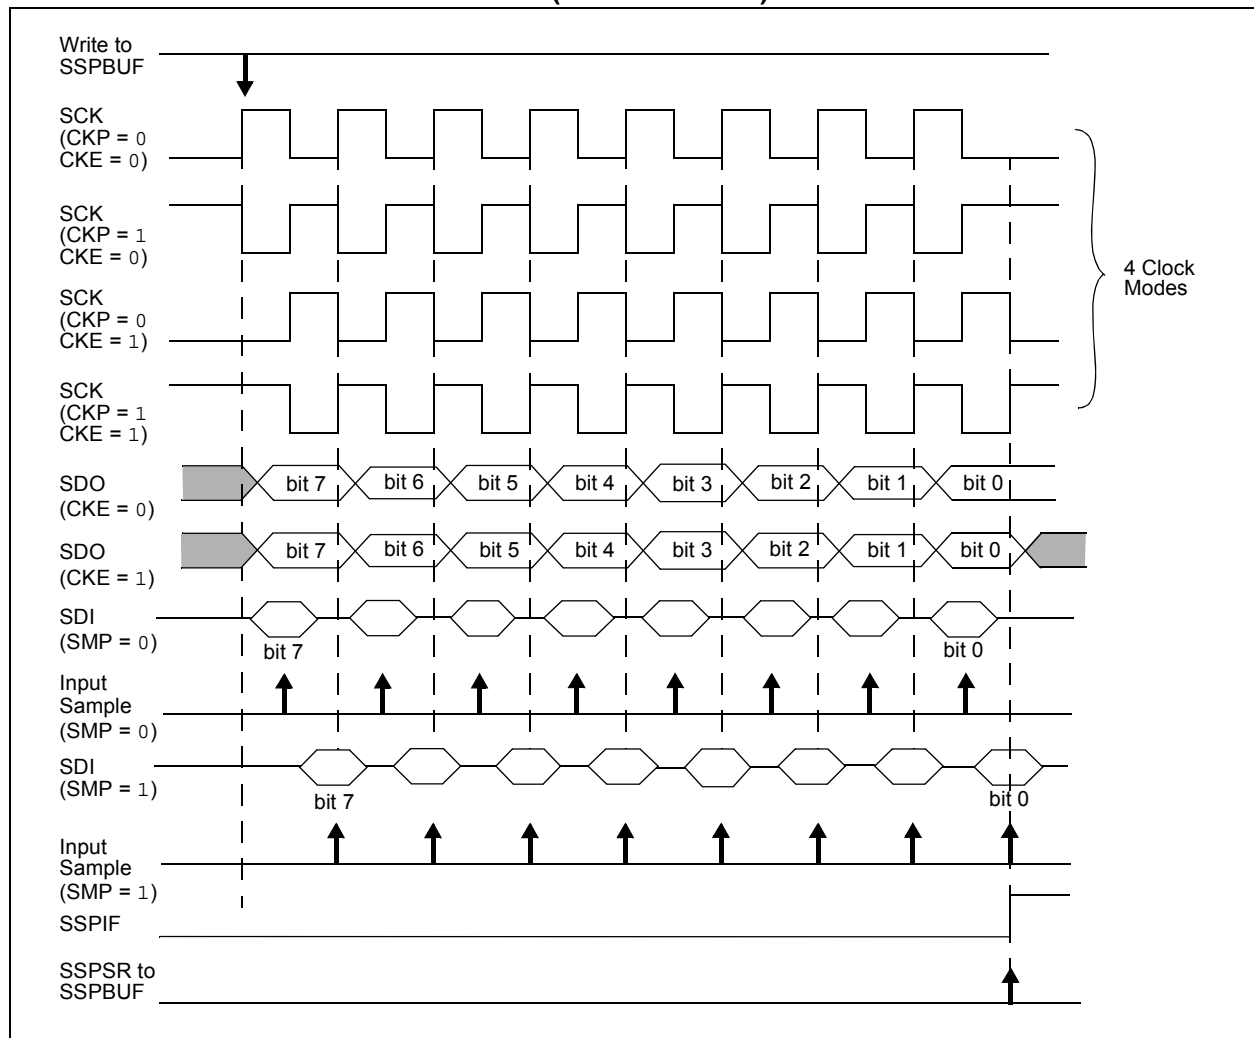 Write to
SSPBUF
SCK
(CKP = 0
CKE = 0)
SCK
(CKP = 1
CKE = 0)
4 Clock
Modes
SCK
(CKP = 0
CKE = 1)
SCK
(CKP = 1
CKE = 1)
SDO
(CKE = 0)
bit 7 bit 6 bit 5 bit 4 bit 3 bit 2 bit 1 bit 0
SDO
(CKE = 1)
bit 7 bit 6 bit 5 bit 4 bit 3 bit 2 bit 1 bit 0
SDI
(SMP = 0)
bit 7 bit 0
Input
Sample
(SMP = 0)
SDI
(SMP = 1)
bit 7 bit 0
Input
Sample
(SMP = 1)
SSPIF
SSPSR to
SSPBUF